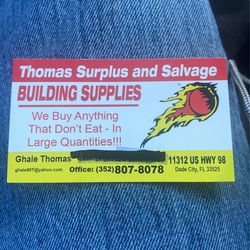 Thomas Surplus and Salvage
BUILDING SUPPLIES
We Buy Anything
That Don't Eat - In
Large Quantities!!!
Ghale Thomas 11312 US HWY 98
ghale987@yahoo.com Office: (352)807-8078 Dade City, FL 33525